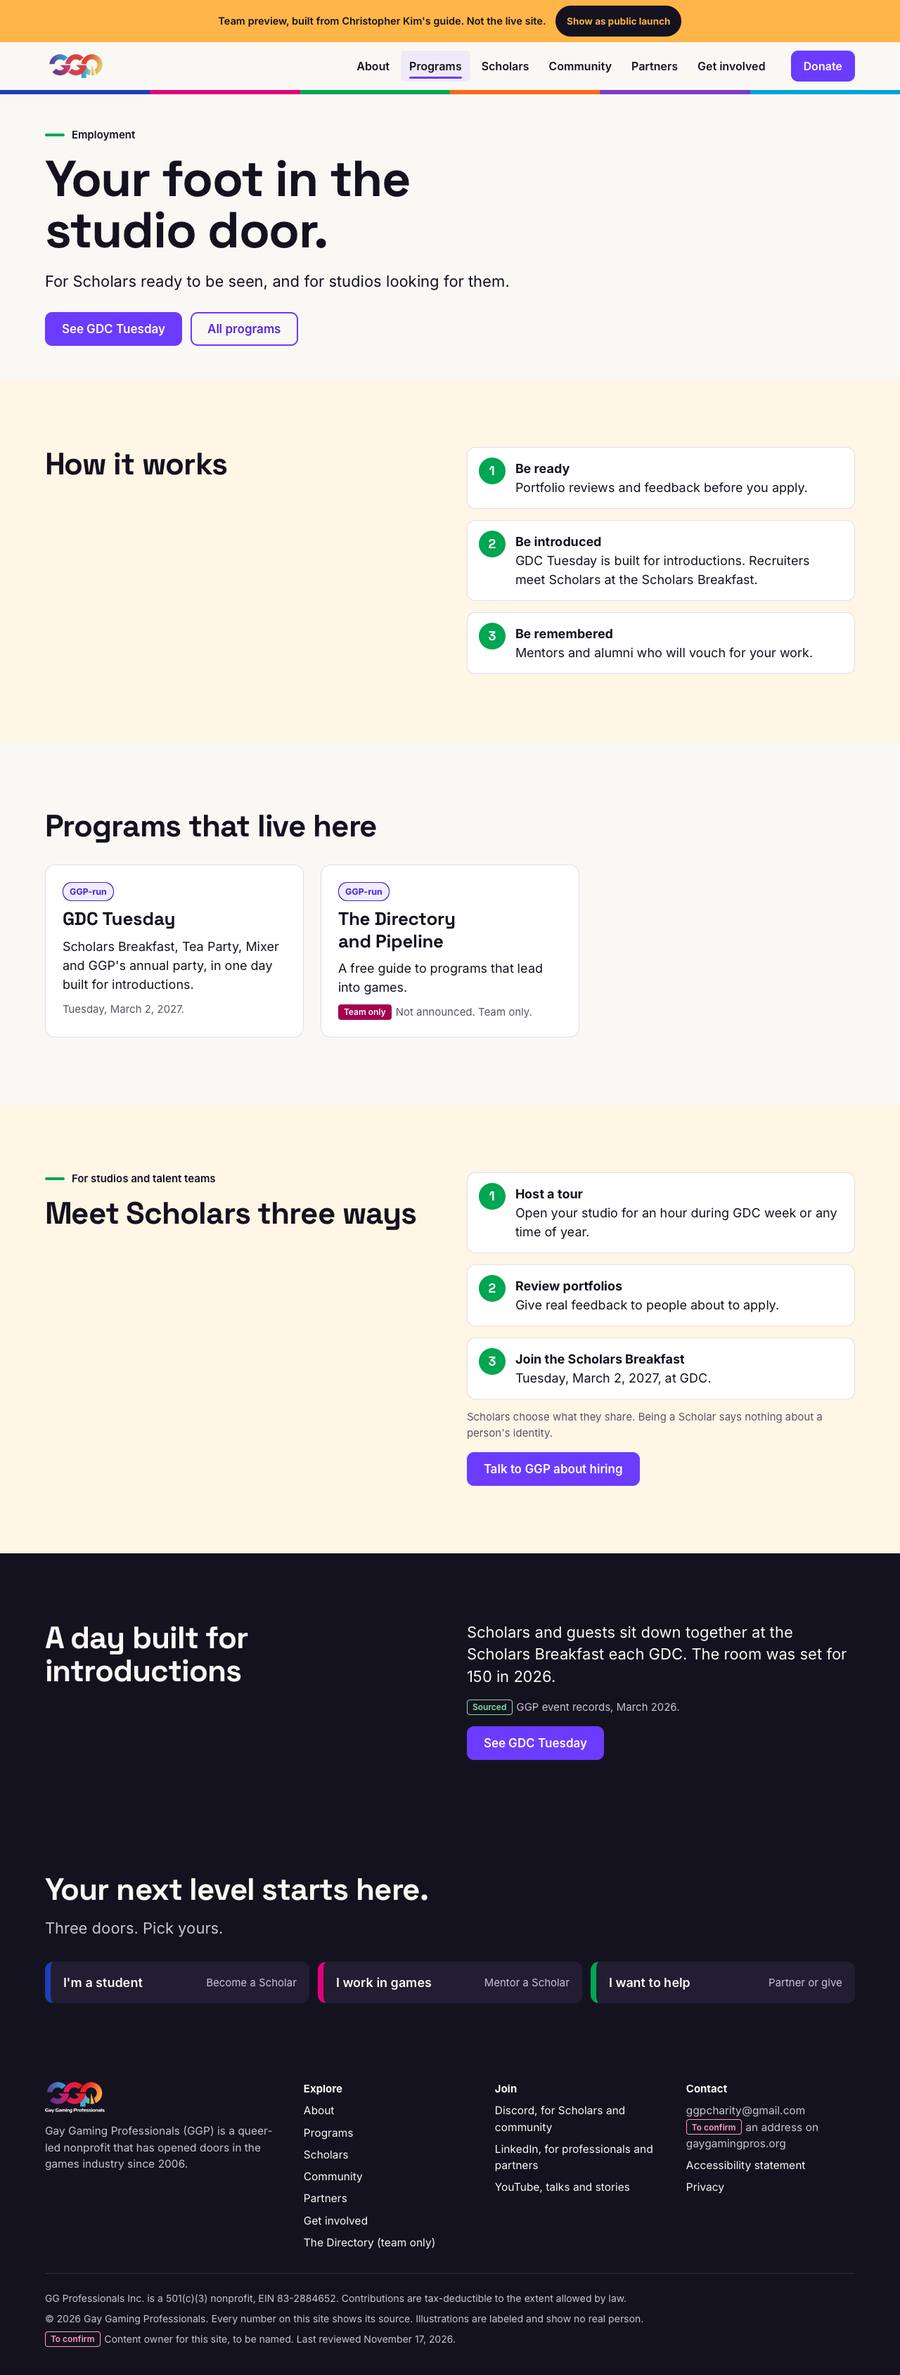 Team preview, built from Christopher Kim's guide. Not the live site.
Show as public launch
GGP
About
Programs
Scholars
Community
Partners
Get involved
Donate
Employment
Your foot in the
studio door.
For Scholars ready to be seen, and for studios looking for them.
See GDC Tuesday
All programs
How it works
1
Be ready
Portfolio reviews and feedback before you apply.
2
Be introduced
GDC Tuesday is built for introductions. Recruiters
meet Scholars at the Scholars Breakfast.
3
Be remembered
Mentors and alumni who will vouch for your work.
Programs that live here
GGP-run
GDC Tuesday
Scholars Breakfast, Tea Party, Mixer
and GGP's annual party, in one day
built for introductions.
Tuesday, March 2, 2027.
GGP-run
The Directory
and Pipeline
A free guide to programs that lead
into games.
Team only Not announced. Team only.
For studios and talent teams
Meet Scholars three ways
1
Host a tour
Open your studio for an hour during GDC week or any
time of year.
2
Review portfolios
Give real feedback to people about to apply.
3
Join the Scholars Breakfast
Tuesday, March 2, 2027, at GDC.
Scholars choose what they share. Being a Scholar says nothing about a
person's identity.
Talk to GGP about hiring
A day built for
introductions
Scholars and guests sit down together at the
Scholars Breakfast each GDC. The room was set for
150 in 2026.
Sourced GGP event records, March 2026.
See GDC Tuesday
Your next level starts here.
Three doors. Pick yours.
I'm a student
Become a Scholar
I work in games
Mentor a Scholar
I want to help
Partner or give
GGP
Gay Gaming Professionals
Gay Gaming Professionals (GGP) is a queer-
led nonprofit that has opened doors in the
games industry since 2006.
Explore
About
Programs
Scholars
Community
Partners
Get involved
The Directory (team only)
Join
Discord, for Scholars and
community
LinkedIn, for professionals and
partners
YouTube, talks and stories
Contact
ggpcharity@gmail.com
To confirm an address on
gaygamingpros.org
Accessibility statement
Privacy
GG Professionals Inc. is a 501(c)(3) nonprofit, EIN 83-2884652. Contributions are tax-deductible to the extent allowed by law.
© 2026 Gay Gaming Professionals. Every number on this site shows its source. Illustrations are labeled and show no real person.
To confirm Content owner for this site, to be named. Last reviewed November 17, 2026.